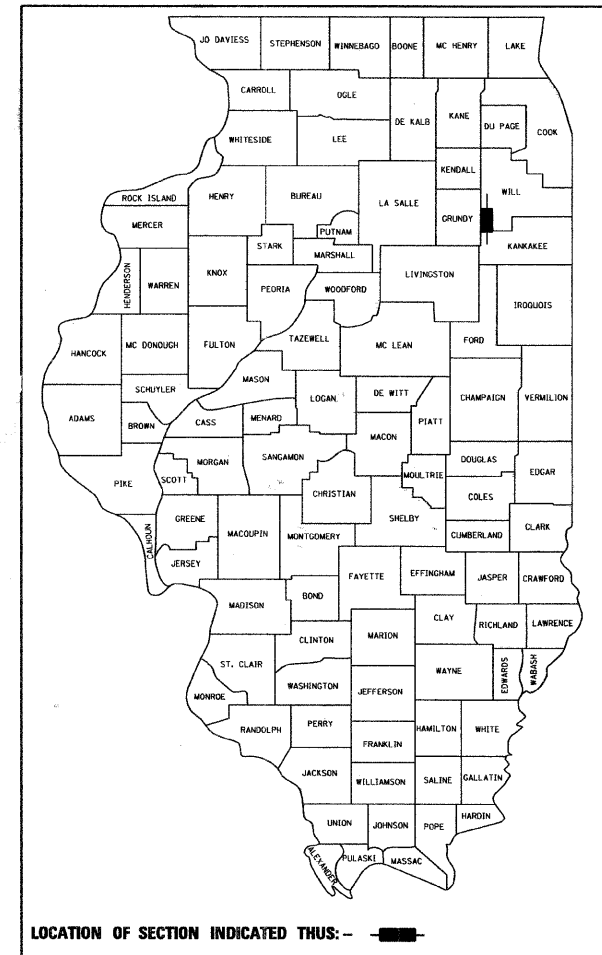 JO DAVIESS STEPHENSON WINNEBAGO BOONE MC HENRY LAKE
CARROLL OGLE
DE KALB KANE DU PAGE COOK
WHITESIDE LEE
KENDALL
ROCK ISLAND HENRY BUREAU LA SALLE GRUNDY WILL
MERCER PUTNAM
STARK MARSHALL KANKAKEE
HENDERSON WARREN KNOX LIVINGSTON
PEORIA WOODFORD IROQUOIS
FULTON TAZEWELL MC LEAN FORD
HANCOCK MC DONOUGH
MASON
SCHUYLER LOGAN DE WITT CHAMPAIGN VERMILION
ADAMS BROWN CASS MENARD MACON PIATT
MORGAN SANGAMON DOUGLAS
PIKE SCOTT CHRISTIAN MOULTRIE COLES EDGAR
GREENE MACOUPIN MONTGOMERY SHELBY CUMBERLAND CLARK
CALHOUN JERSEY
FAYETTE EFFINGHAM JASPER CRAWFORD
MADISON BOND
CLAY RICHLAND LAWRENCE
CLINTON MARION
ST. CLAIR WAYNE EDWARDS WABASH
WASHINGTON JEFFERSON
MONROE
RANDOLPH PERRY HAMILTON WHITE
FRANKLIN
JACKSON WILLIAMSON SALINE GALLATIN
HARDIN
UNION JOHNSON POPE
ALEXANDER PULASKI MASSAC
LOCATION OF SECTION INDICATED THUS: -